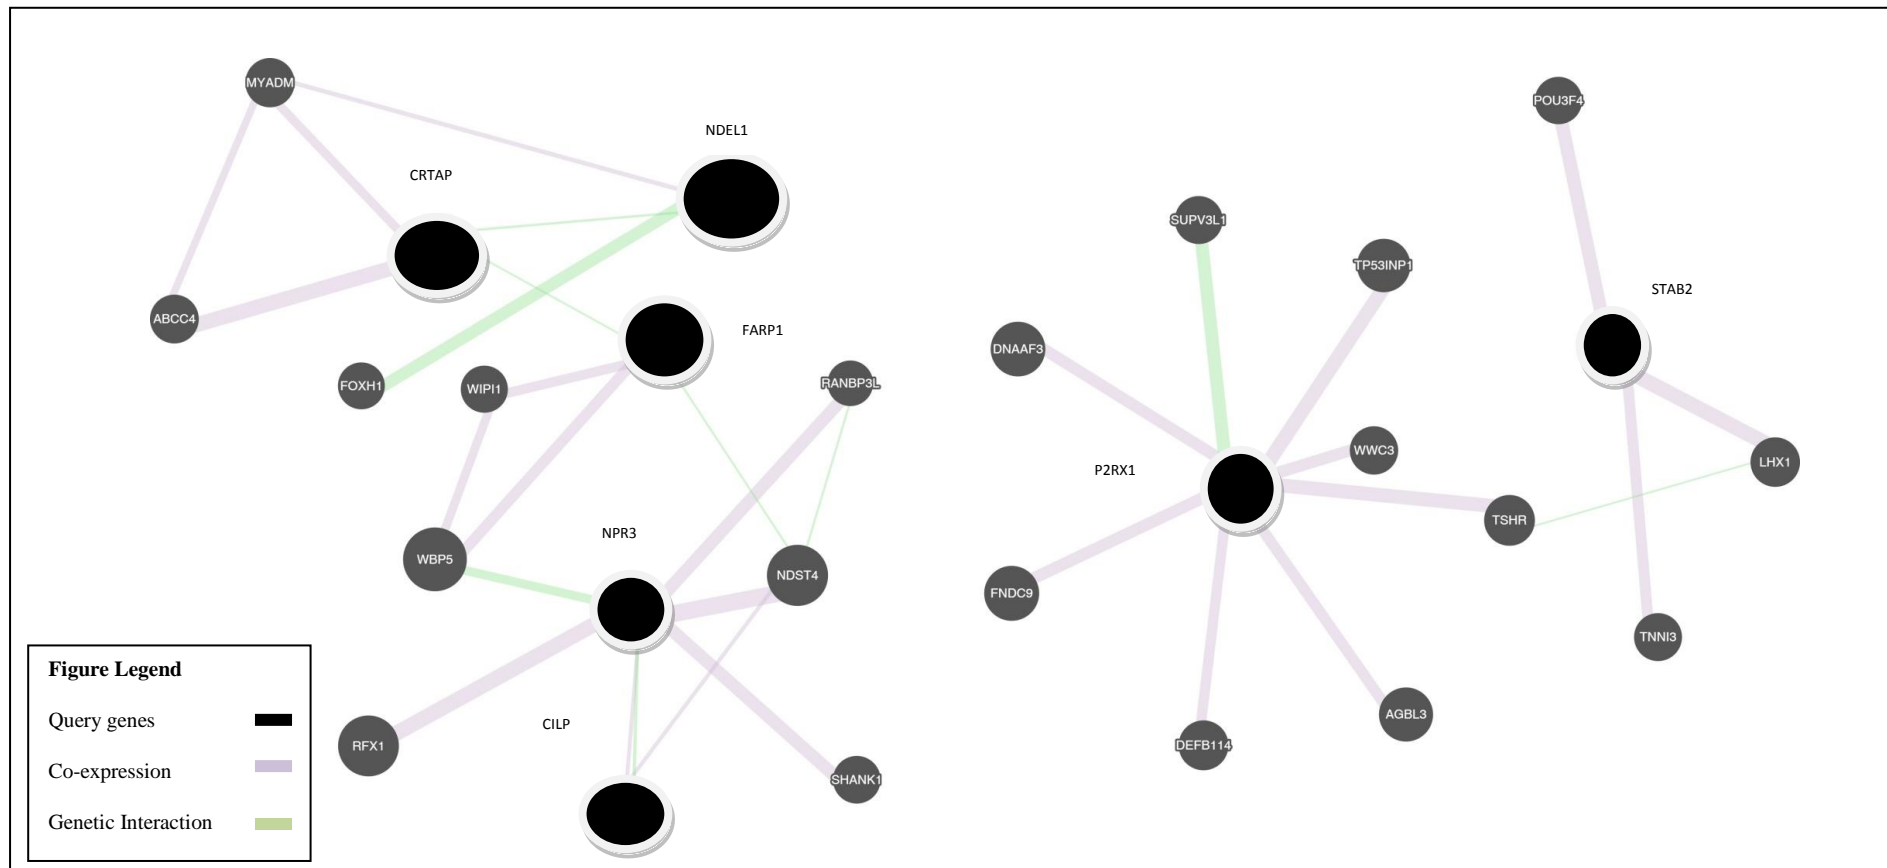 MYADM
POU3F4
NDEL1
CRTAP
SUPV3L1
TP53INP1
STAB2
ABCC4
FARP1
DNAAF3
FOXH1
WIPI1
RANBP3L
WWC3
LHX1
P2RX1
TSHR
NPR3
WBP5
NDST4
FNDC9
TNNI3
AGBL3
CILP
RFX1
DEFB114
SHANK1
Figure Legend
Query genes
Co-expression
Genetic Interaction